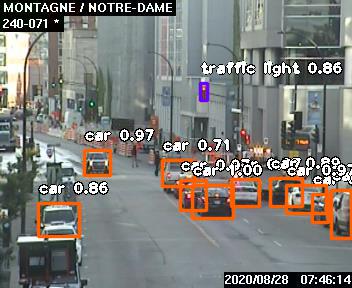 MONTAGNE / NOTRE-DAME
240-071 *
traffic light 0.86
car 0.97
car 0.71
car 1.00
car 0.86
2020/08/28 07:46:14